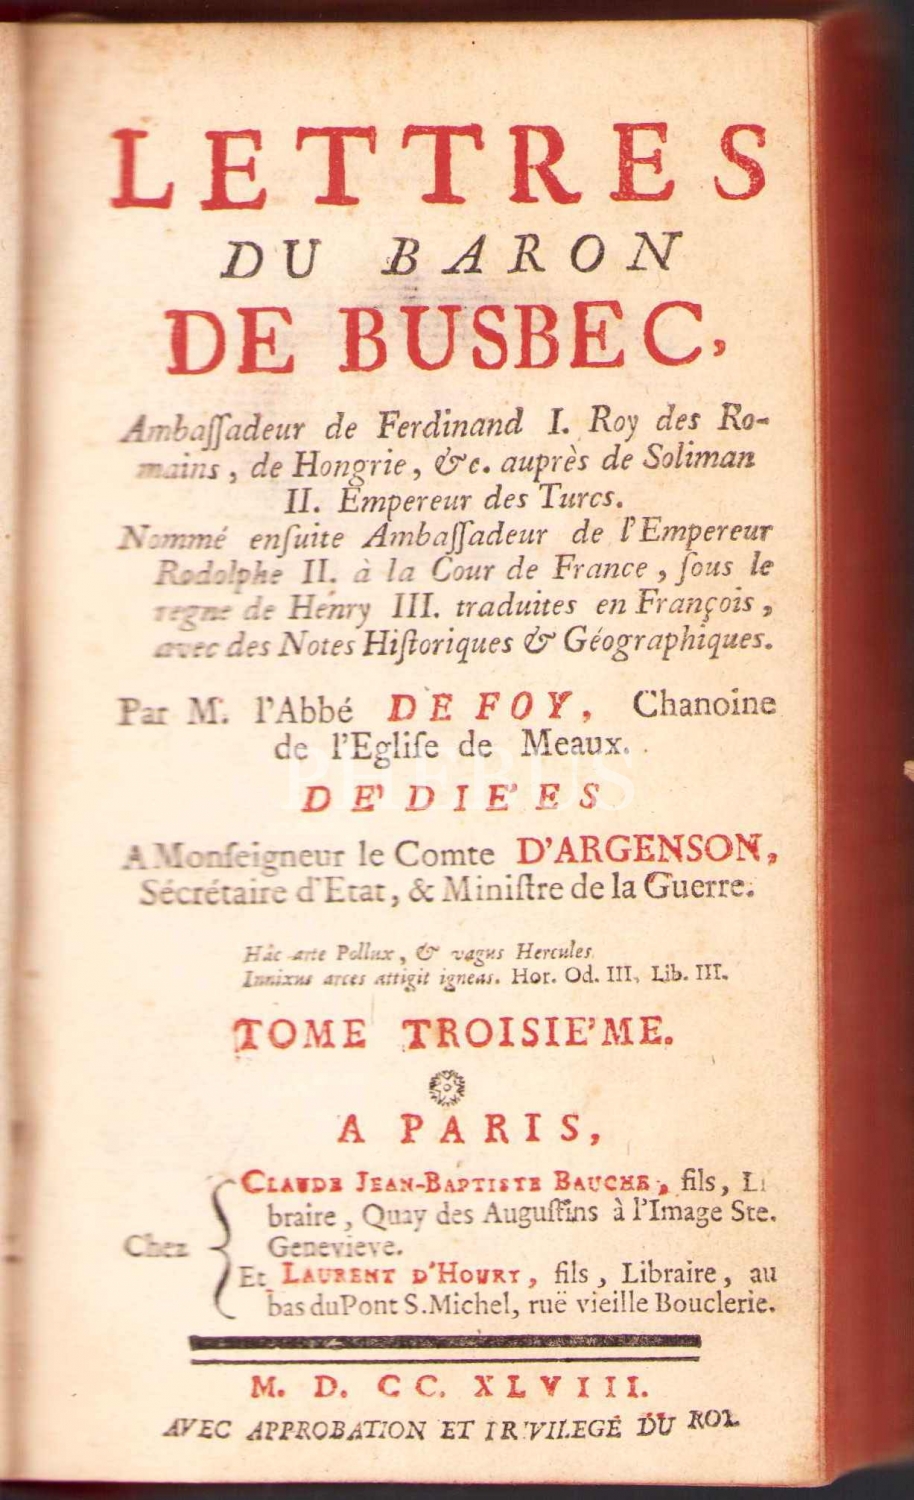 LETTRES
DU BARON
DE BUSBEC,
Ambaſſadeur de Ferdinand I. Roy des Ro-
mains, de Hongrie, &c. auprès de Soliman
II. Empereur des Turcs.
Nommé enſuite Ambaſſadeur de l'Empereur
Rodolphe II. à la Cour de France, ſous le
regne de Henry III. traduites en François,
avec des Notes Hiſtoriques & Géographiques.
Par M. l'Abbé DE FOY, Chanoine
de l'Egliſe de Meaux.
PHEBUS
DE'DIE'ES
A Monſeigneur le Comte D'ARGENSON,
Sécrétaire d'Etat, & Miniſtre de la Guerre.
Hâc arte Pollux, & vagus Hercules
Innixus arces attigit igneas. Hor. Od. III, Lib. III.
TOME TROISIE'ME.
A PARIS,
CLAUDE JEAN-BAPTISTE BAUCHE, fils, Li
braire, Quay des Auguſtins à l'Image Ste.
Chez Genevieve.
Et LAURENT D'HOURY, fils, Libraire, au
bas du Pont S. Michel, ruë vieille Bouclerie.
M. D. CC. XLVIII.
AVEC APPROBATION ET PRIVILEGE DU ROI.